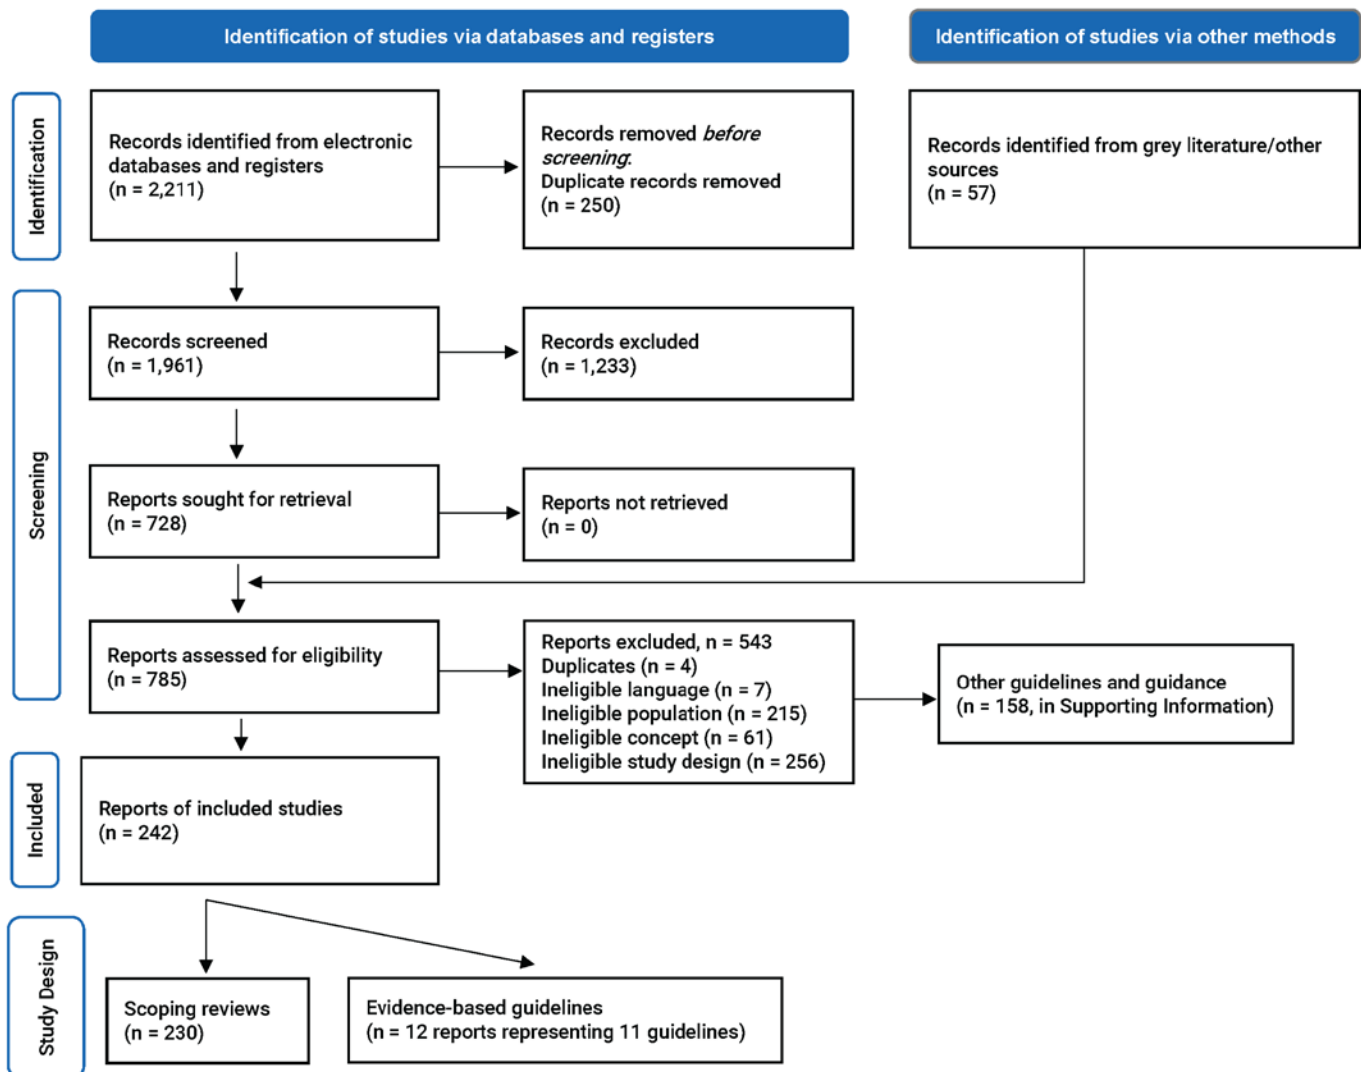 Identification of studies via databases and registers
Identification of studies via other methods
Identification
Records identified from electronic
databases and registers
(n = 2,211)
Records removed before
screening:
Duplicate records removed
(n = 250)
Records identified from grey literature/other
sources
(n = 57)
Screening
Records screened
(n = 1,961)
Records excluded
(n = 1,233)
Reports sought for retrieval
(n = 728)
Reports not retrieved
(n = 0)
Reports assessed for eligibility
(n = 785)
Reports excluded, n = 543
Duplicates (n = 4)
Ineligible language (n = 7)
Ineligible population (n = 215)
Ineligible concept (n = 61)
Ineligible study design (n = 256)
Other guidelines and guidance
(n = 158, in Supporting Information)
Included
Reports of included studies
(n = 242)
Study Design
Scoping reviews
(n = 230)
Evidence-based guidelines
(n = 12 reports representing 11 guidelines)